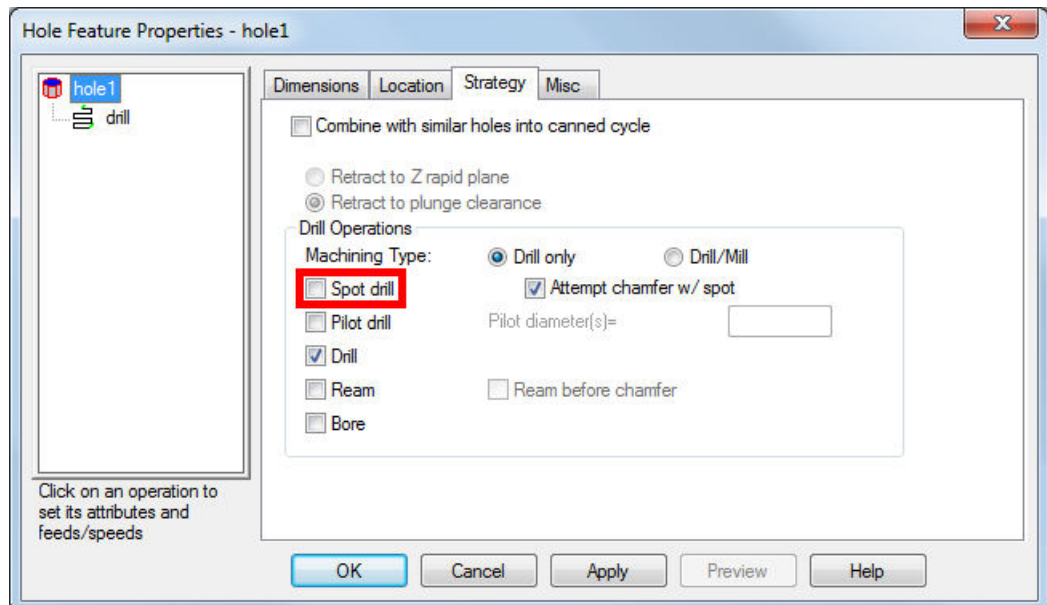 Hole Feature Properties - hole1
hole1
drill
Dimensions Location Strategy Misc
Combine with similar holes into canned cycle
Retract to Z rapid plane
Retract to plunge clearance
Drill Operations
Machining Type: Drill only Drill/Mill
Spot drill Attempt chamfer w/ spot
Pilot drill Pilot diameter(s)=
Drill
Ream Ream before chamfer
Bore
Click on an operation to
set its attributes and
feeds/speeds
OK Cancel Apply Preview Help